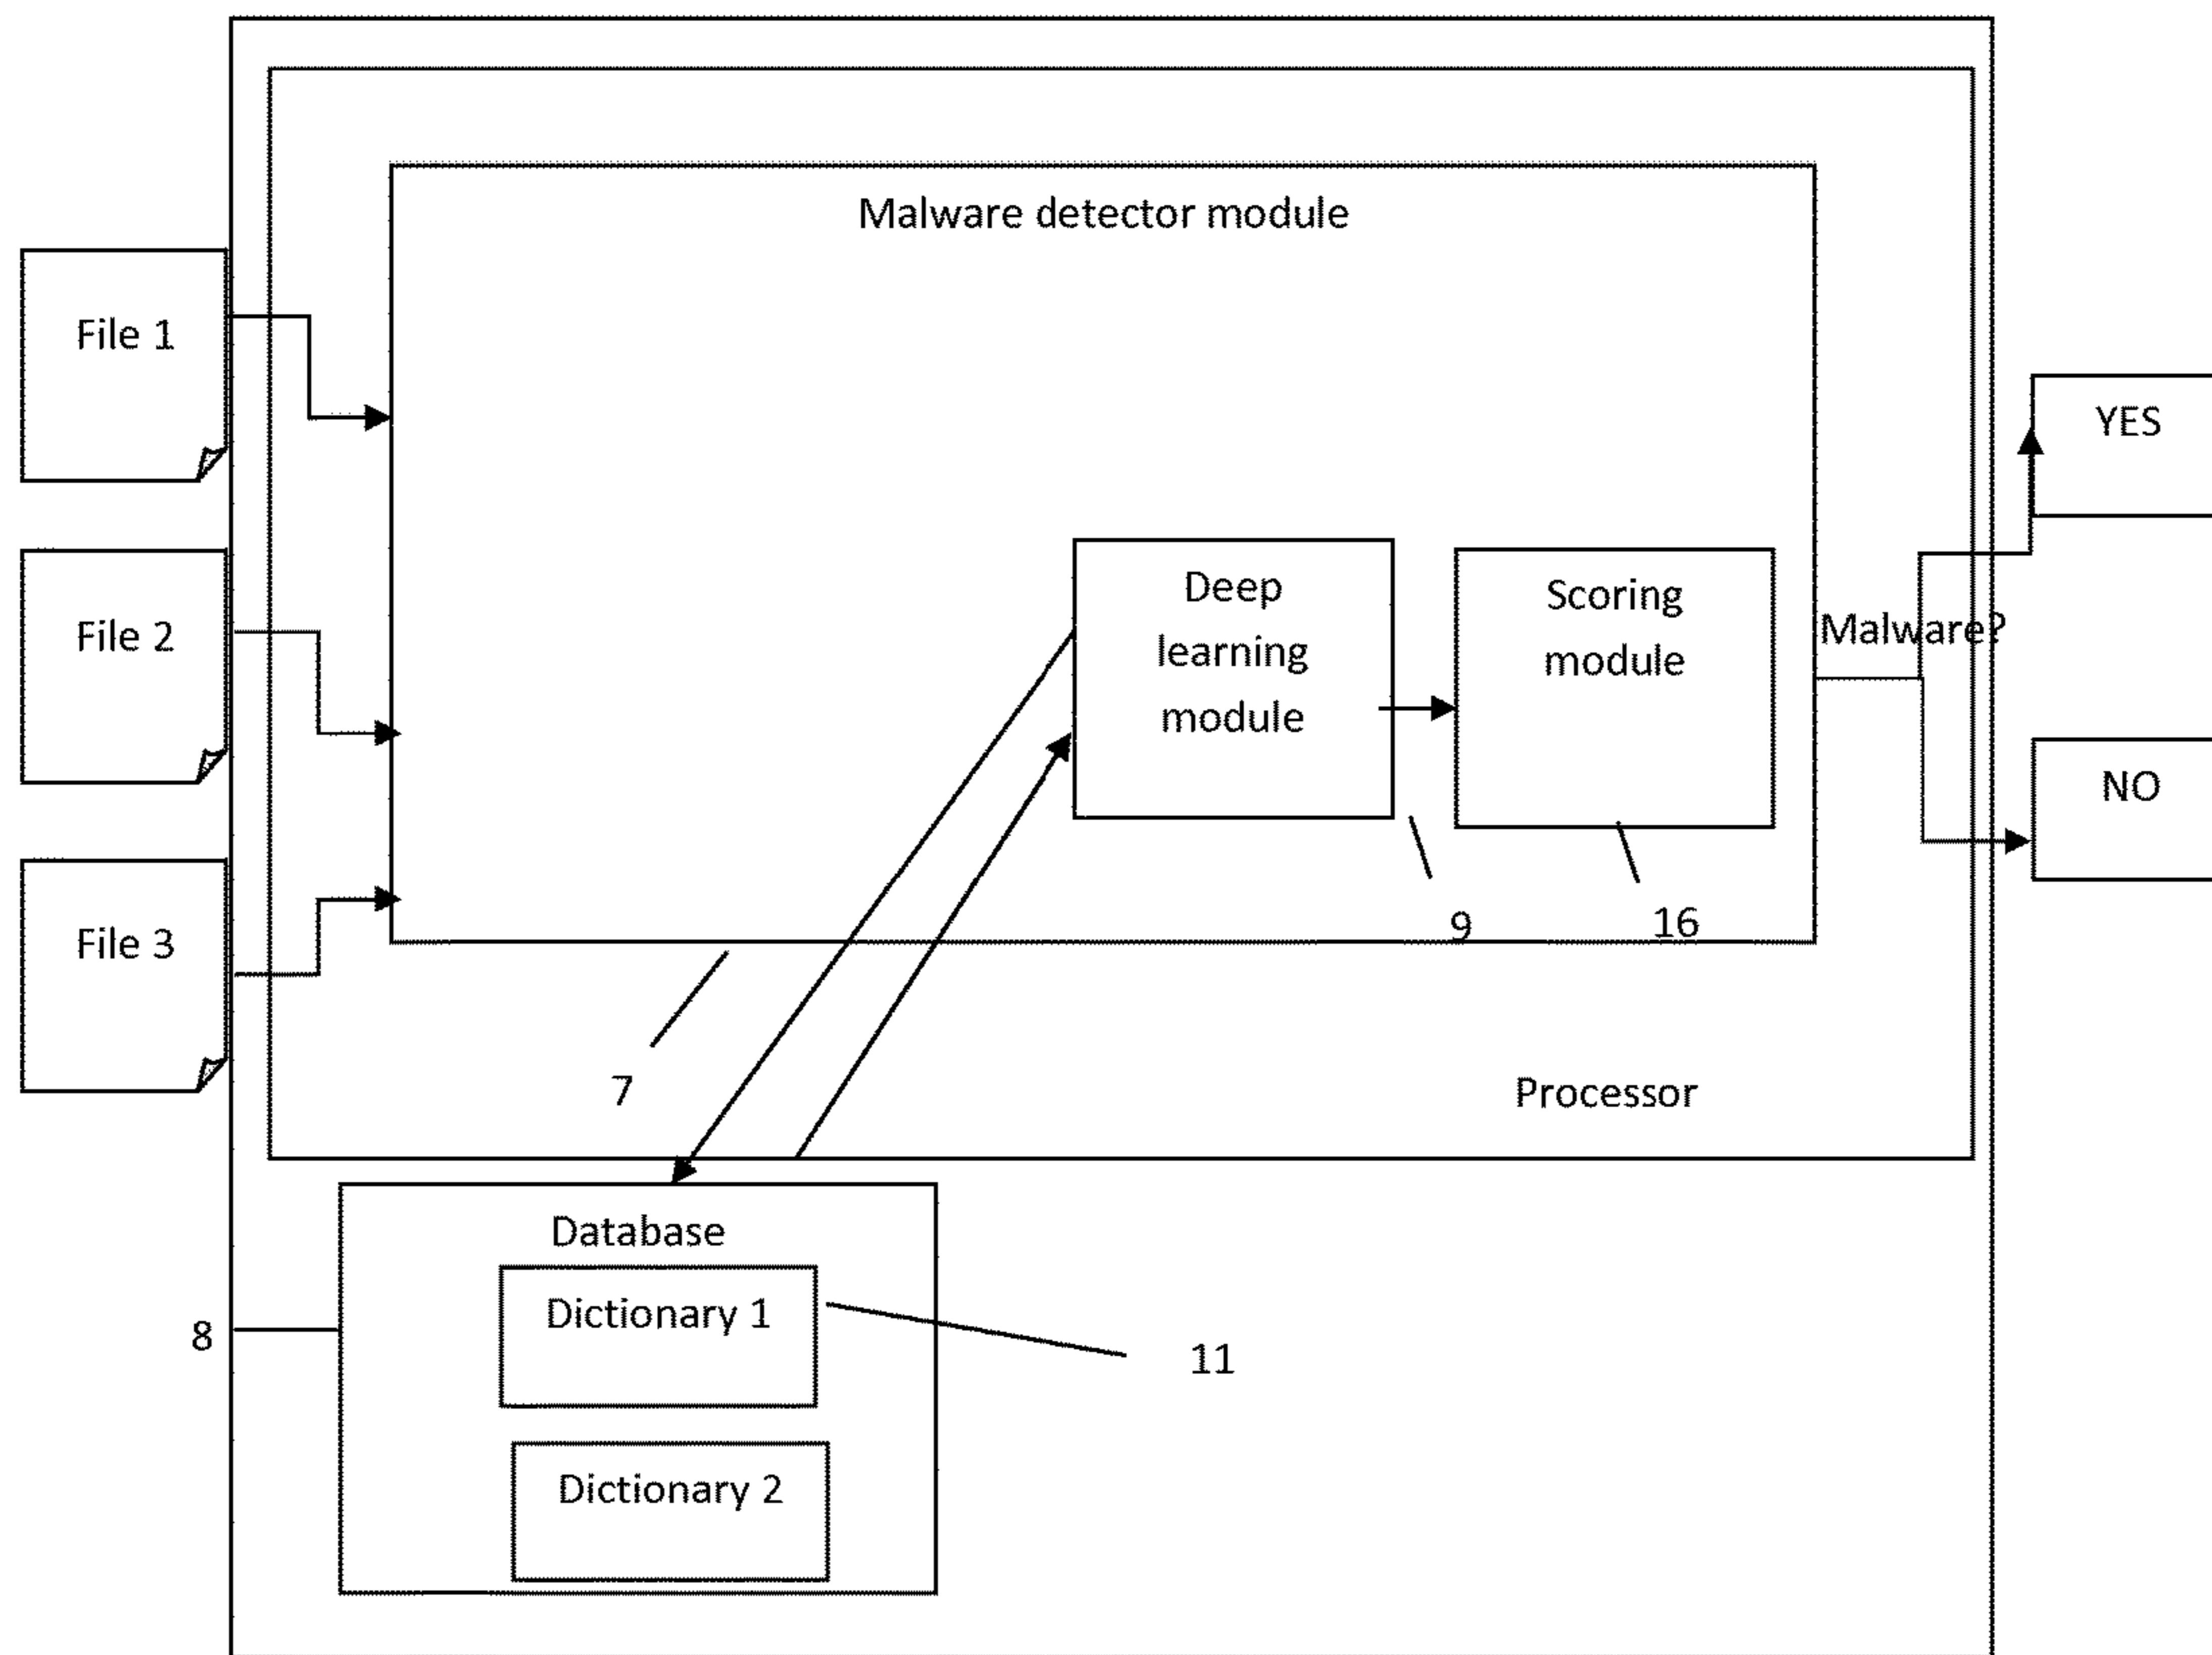 Malware detector module
File 1
File 2
File 3
Deep
learning
module
Scoring
module
Malware?
YES
NO
9
16
7
Processor
Database
Dictionary 1
8
11
Dictionary 2